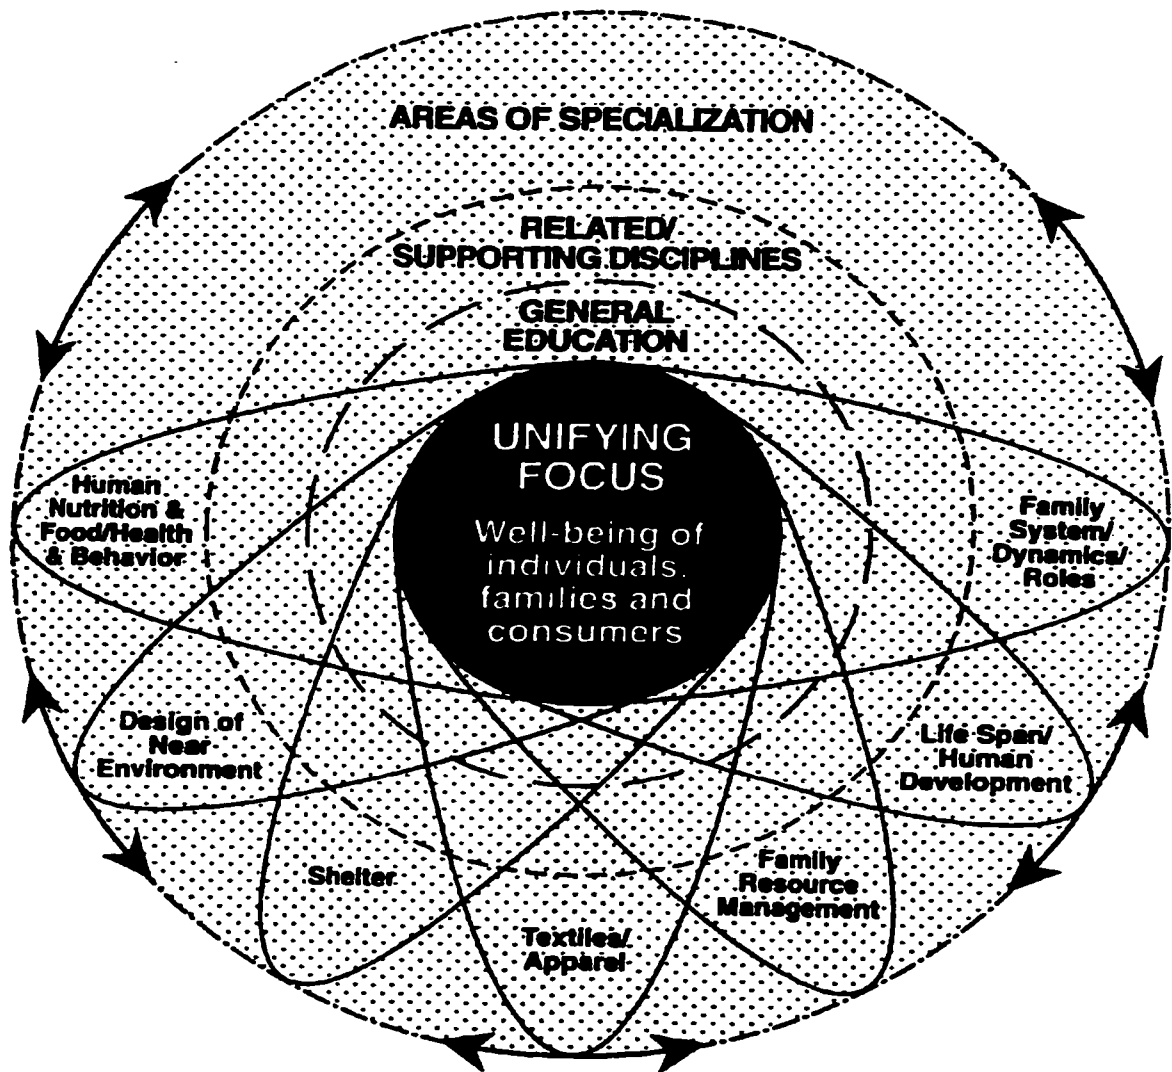 AREAS OF SPECIALIZATION
RELATED/
SUPPORTING DISCIPLINES
GENERAL
EDUCATION
UNIFYING
FOCUS
Well-being of
individuals,
families and
consumers
Human
Nutrition &
Food/Health
& Behavior
Family
System/
Dynamics/
Roles
Design of
Near
Environment
Life Span/
Human
Development
Shelter
Family
Resource
Management
Textiles/
Apparel